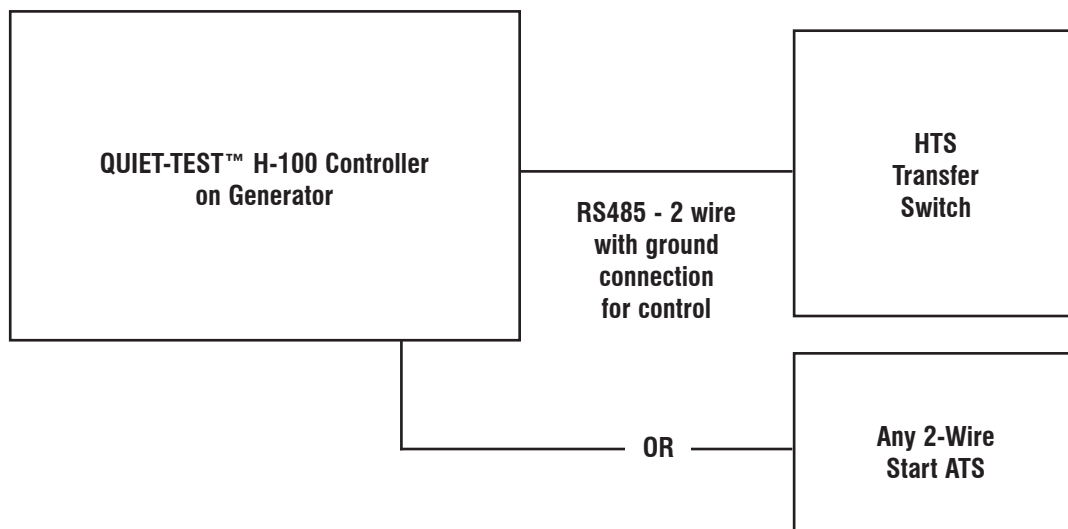 QUIET-TEST™ H-100 Controller
on Generator
HTS
Transfer
Switch
RS485 - 2 wire
with ground
connection
for control
OR
Any 2-Wire
Start ATS